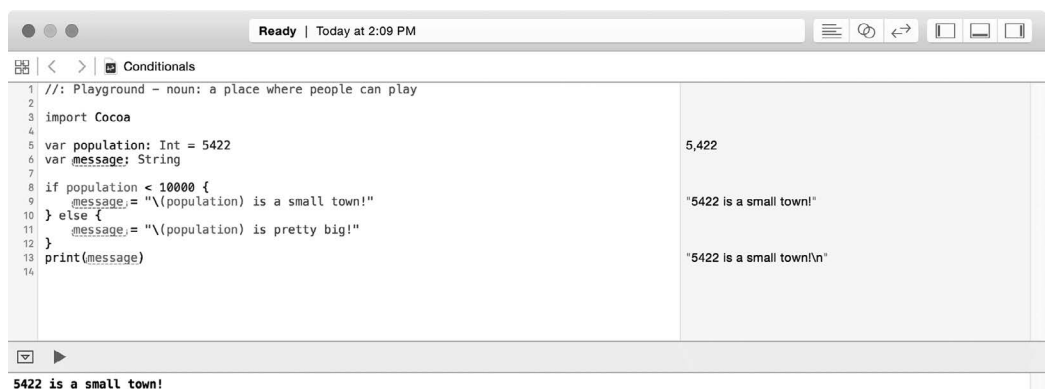 Ready | Today at 2:09 PM
Conditionals
1 //: Playground – noun: a place where people can play
2
3 import Cocoa
4
5 var population: Int = 5422
5,422
6 var message: String
7
8 if population < 10000 {
9 message = "\(population) is a small town!"
"5422 is a small town!"
10 } else {
11 message = "\(population) is pretty big!"
12 }
13 print(message)
"5422 is a small town!\n"
14
5422 is a small town!